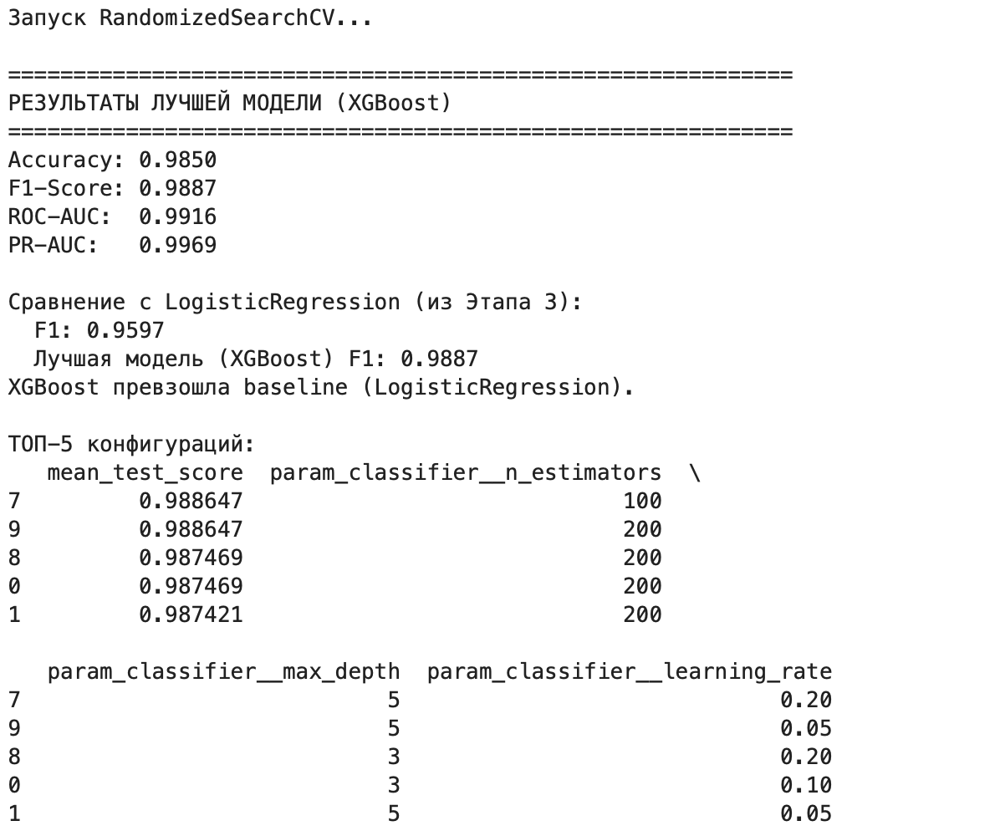 Запуск RandomizedSearchCV...
============================================================
РЕЗУЛЬТАТЫ ЛУЧШЕЙ МОДЕЛИ (XGBoost)
============================================================
Accuracy: 0.9850
F1-Score: 0.9887
ROC-AUC:  0.9916
PR-AUC:   0.9969
Сравнение с LogisticRegression (из Этапа 3):
  F1: 0.9597
  Лучшая модель (XGBoost) F1: 0.9887
XGBoost превзошла baseline (LogisticRegression).
ТОП-5 конфигураций:
   mean_test_score  param_classifier__n_estimators  \
7         0.988647                             100
9         0.988647                             200
8         0.987469                             200
0         0.987469                             200
1         0.987421                             200
   param_classifier__max_depth  param_classifier__learning_rate
7                            5                             0.20
9                            5                             0.05
8                            3                             0.20
0                            3                             0.10
1                            5                             0.05